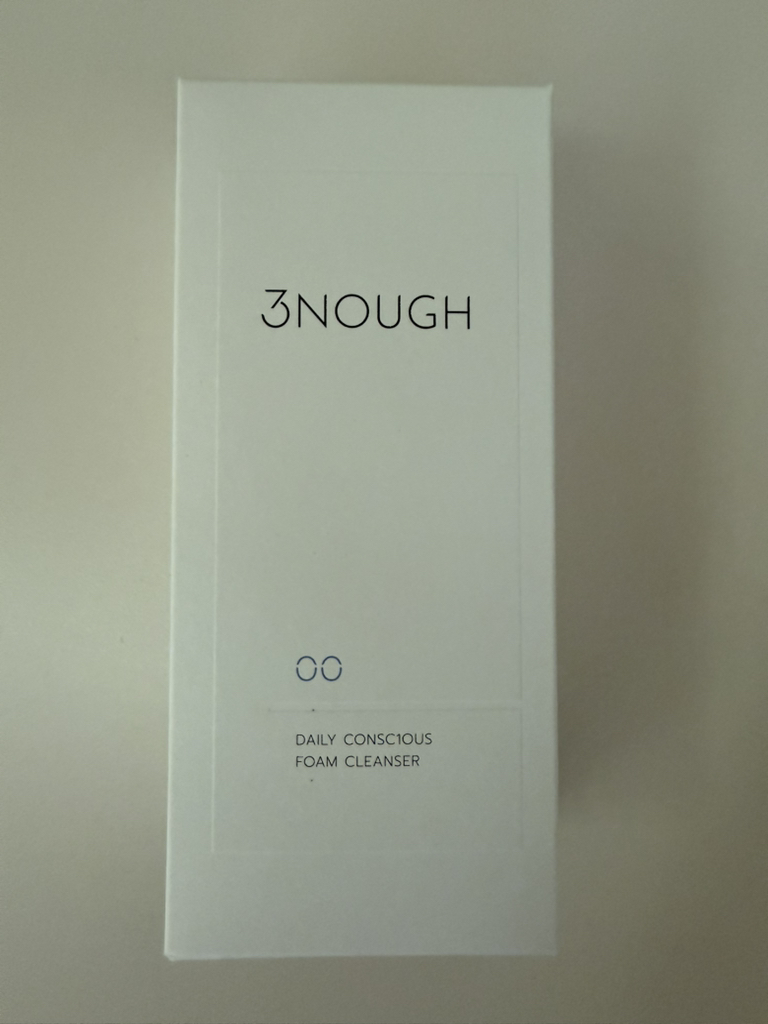 3NOUGH
00
DAILY CONSC1OUS
FOAM CLEANSER